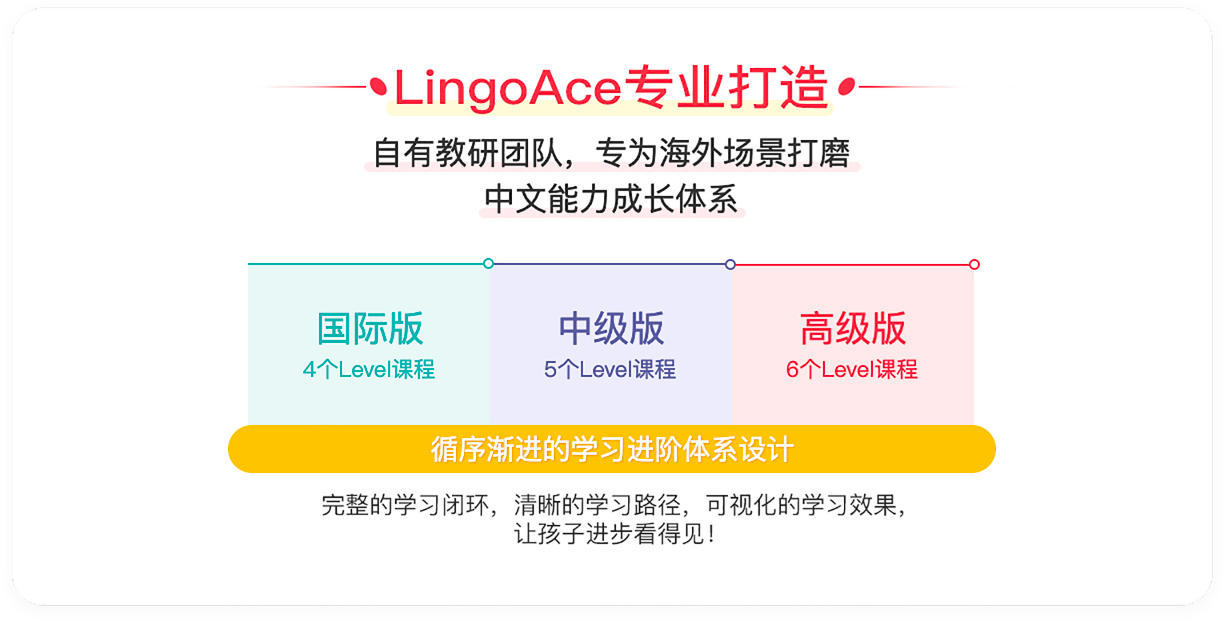 LingoAce专业打造
自有教研团队，专为海外场景打磨
中文能力成长体系
国际版
4个Level课程
中级版
5个Level课程
高级版
6个Level课程
循序渐进的学习进阶体系设计
完整的学习闭环，清晰的学习路径，可视化的学习效果，
让孩子进步看得见！